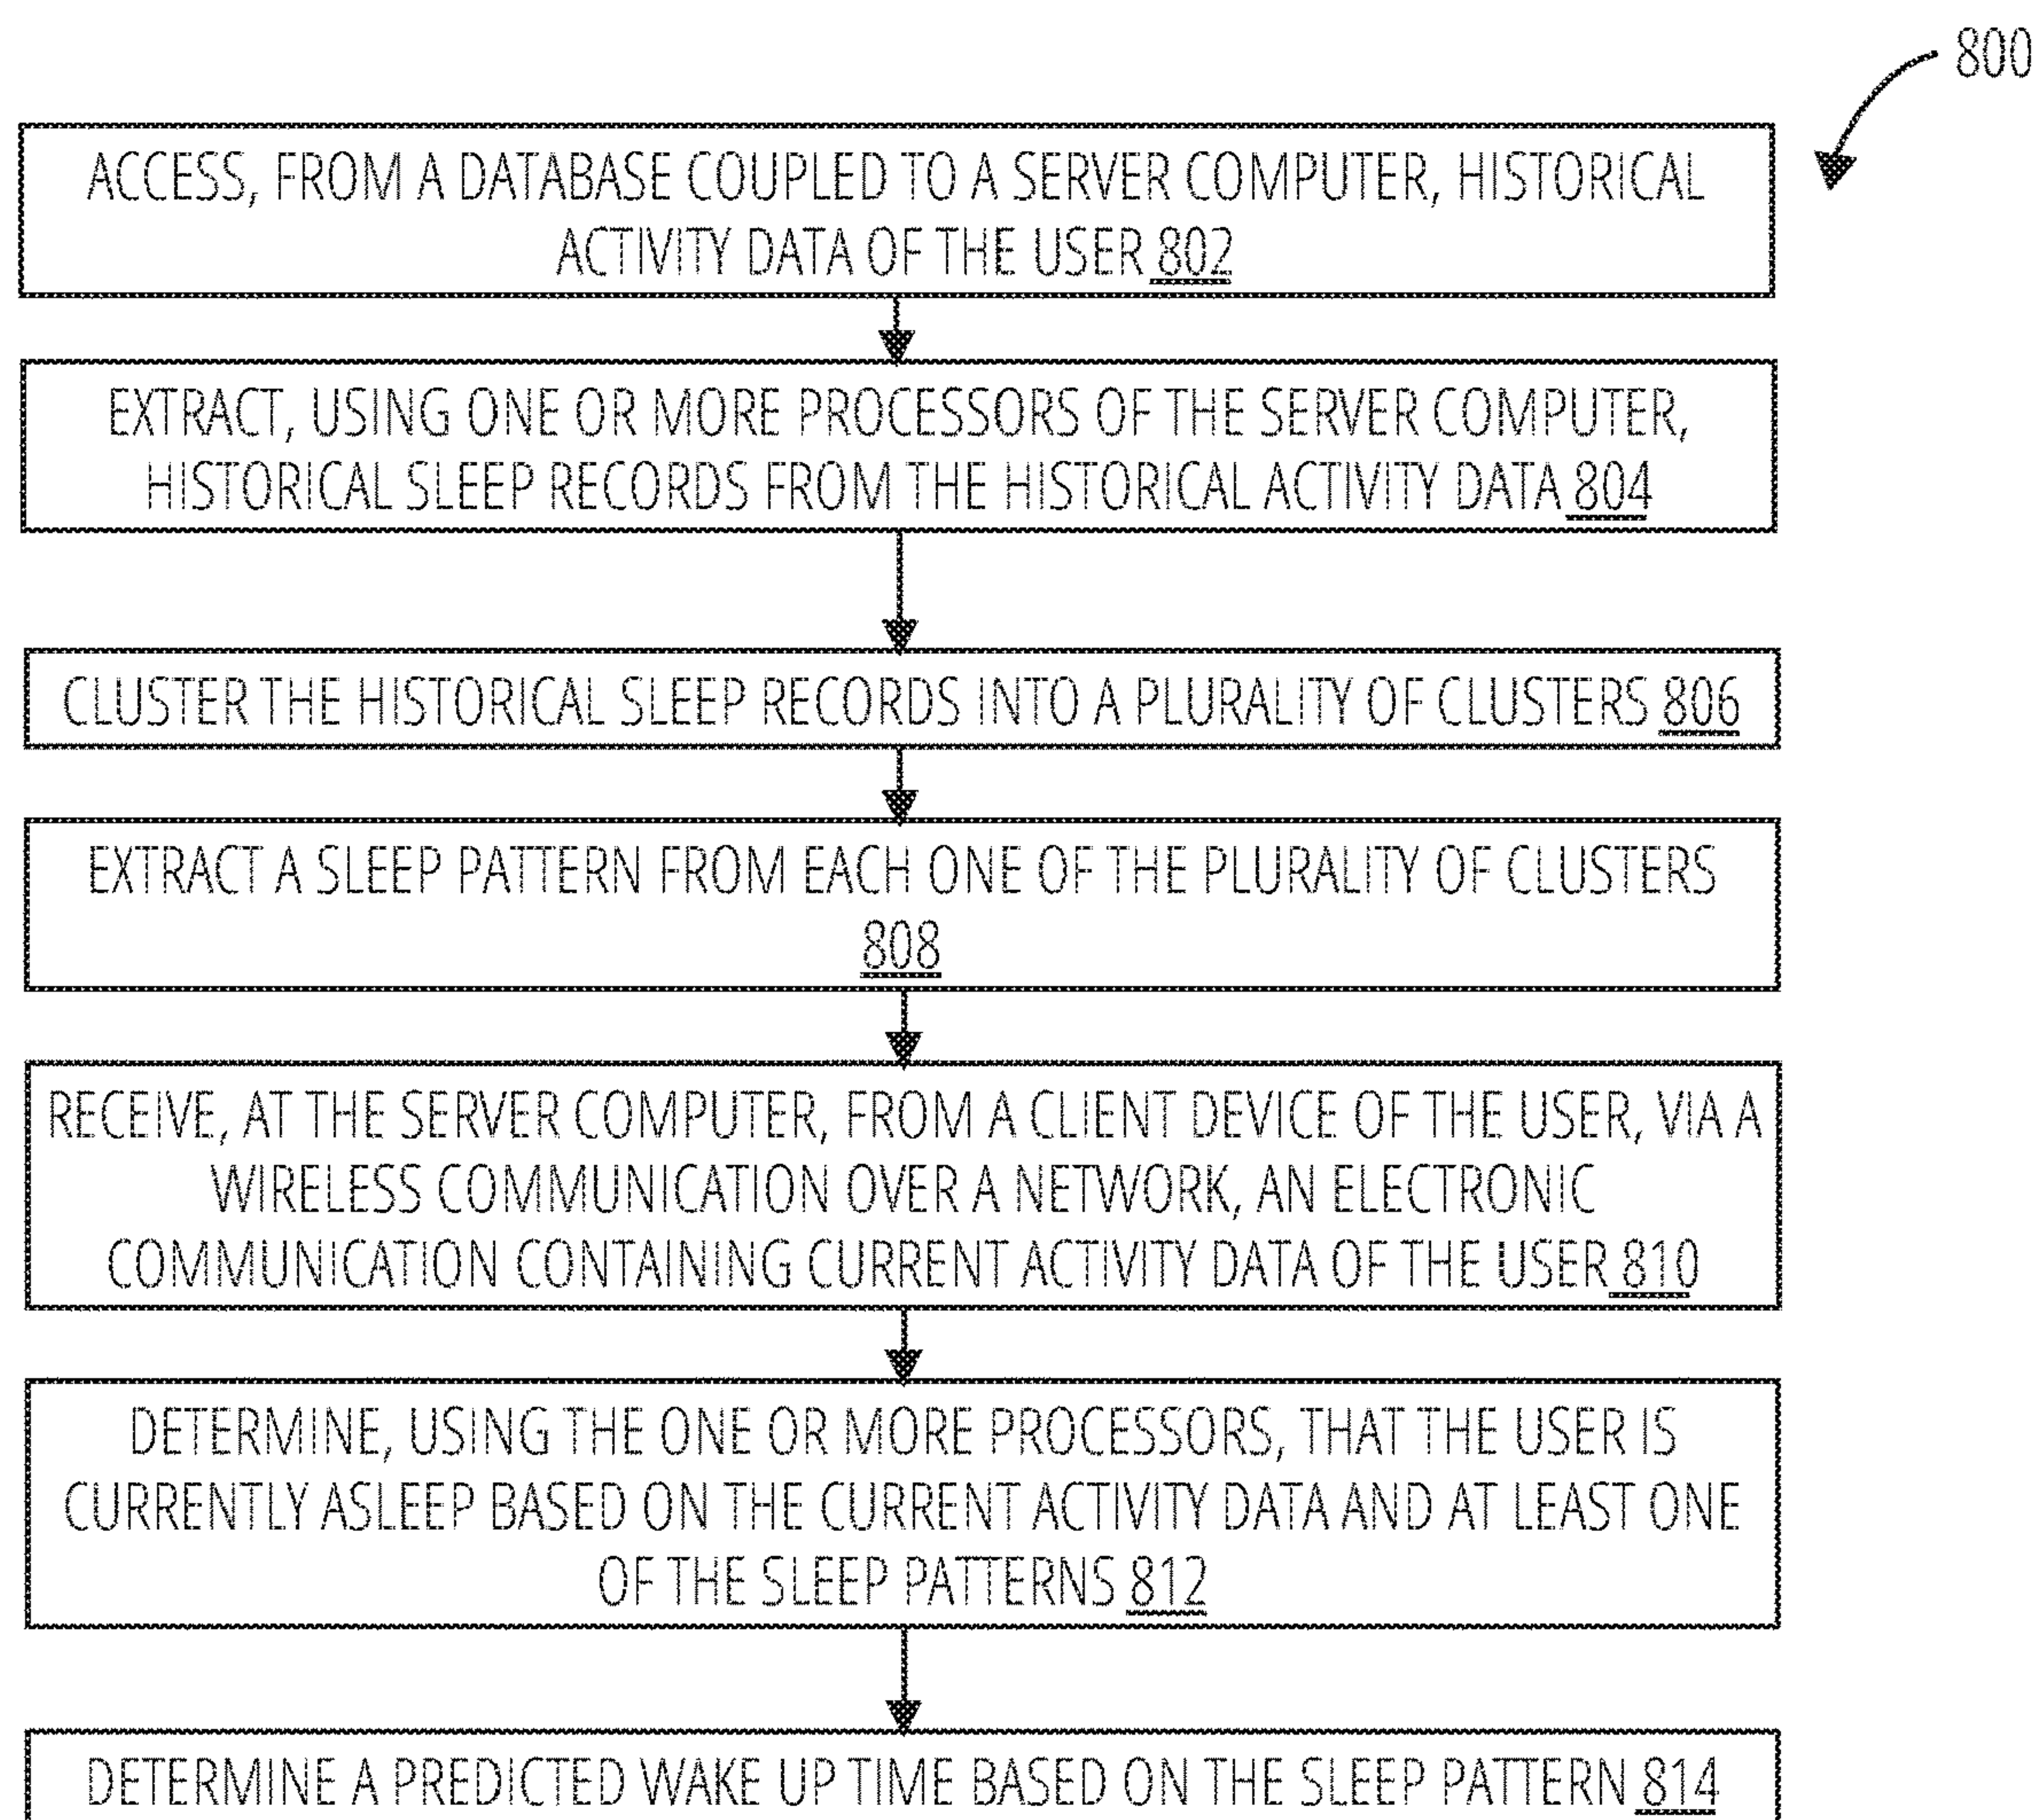 800
ACCESS, FROM A DATABASE COUPLED TO A SERVER COMPUTER, HISTORICAL
ACTIVITY DATA OF THE USER 802
EXTRACT, USING ONE OR MORE PROCESSORS OF THE SERVER COMPUTER,
HISTORICAL SLEEP RECORDS FROM THE HISTORICAL ACTIVITY DATA 804
CLUSTER THE HISTORICAL SLEEP RECORDS INTO A PLURALITY OF CLUSTERS 806
EXTRACT A SLEEP PATTERN FROM EACH ONE OF THE PLURALITY OF CLUSTERS
808
RECEIVE, AT THE SERVER COMPUTER, FROM A CLIENT DEVICE OF THE USER, VIA A
WIRELESS COMMUNICATION OVER A NETWORK, AN ELECTRONIC
COMMUNICATION CONTAINING CURRENT ACTIVITY DATA OF THE USER 810
DETERMINE, USING THE ONE OR MORE PROCESSORS, THAT THE USER IS
CURRENTLY ASLEEP BASED ON THE CURRENT ACTIVITY DATA AND AT LEAST ONE
OF THE SLEEP PATTERNS 812
DETERMINE A PREDICTED WAKE UP TIME BASED ON THE SLEEP PATTERN 814